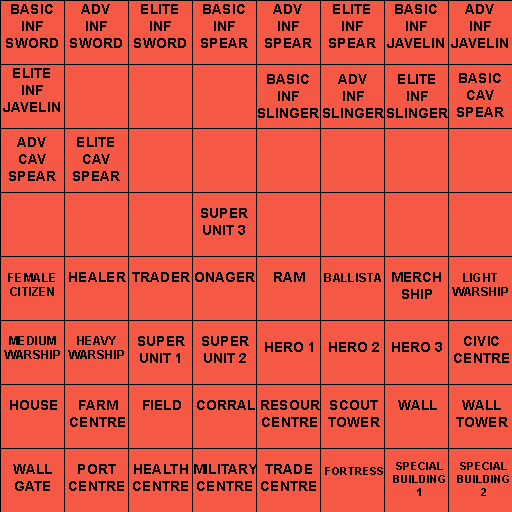 BASIC INF SWORD
ADV INF SWORD
ELITE INF SWORD
BASIC INF SPEAR
ADV INF SPEAR
ELITE INF SPEAR
BASIC INF JAVELIN
ADV INF JAVELIN
ELITE INF JAVELIN
BASIC INF SLINGER
ADV INF SLINGER
ELITE INF SLINGER
BASIC CAV SPEAR
ADV CAV SPEAR
ELITE CAV SPEAR
SUPER UNIT 3
FEMALE CITIZEN
HEALER
TRADER
ONAGER
RAM
BALLISTA
MERCH SHIP
LIGHT WARSHIP
MEDIUM WARSHIP
HEAVY WARSHIP
SUPER UNIT 1
SUPER UNIT 2
HERO 1
HERO 2
HERO 3
CIVIC CENTRE
HOUSE
FARM CENTRE
FIELD
CORRAL
RESOUR CENTRE
SCOUT TOWER
WALL
WALL TOWER
WALL GATE
PORT CENTRE
HEALTH CENTRE
MILITARY CENTRE
TRADE CENTRE
FORTRESS
SPECIAL BUILDING 1
SPECIAL BUILDING 2